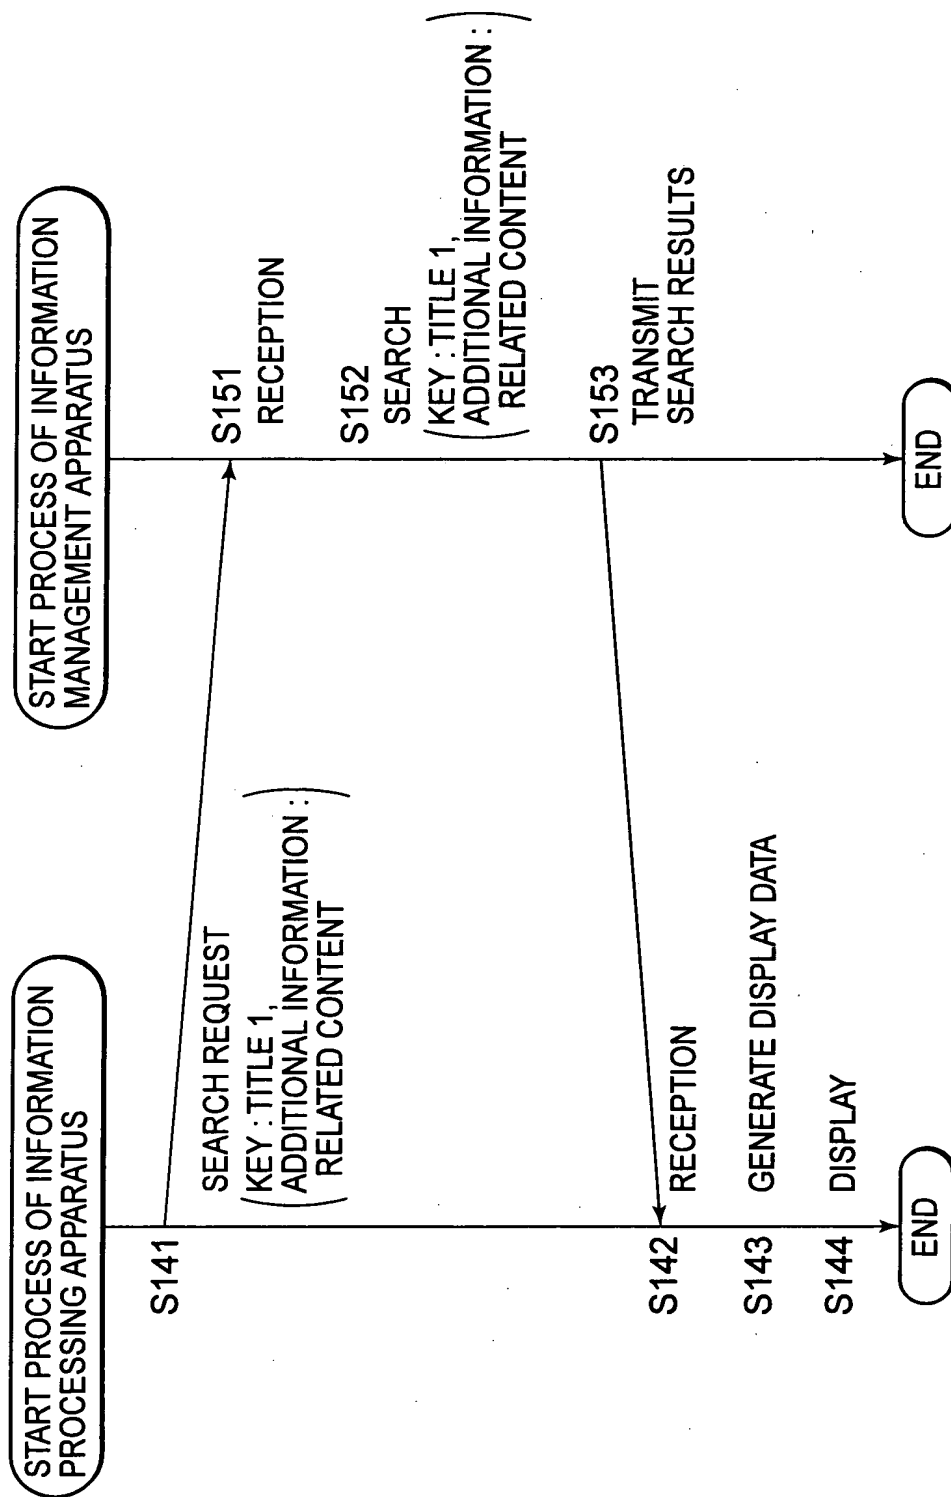 START PROCESS OF INFORMATION
PROCESSING APPARATUS
S141
SEARCH REQUEST
KEY : TITLE 1,
ADDITIONAL INFORMATION :
RELATED CONTENT
S142
RECEPTION
S143
GENERATE DISPLAY DATA
S144
DISPLAY
END
START PROCESS OF INFORMATION
MANAGEMENT APPARATUS
S151
RECEPTION
S152
SEARCH
KEY : TITLE 1,
ADDITIONAL INFORMATION :
RELATED CONTENT
S153
TRANSMIT
SEARCH RESULTS
END